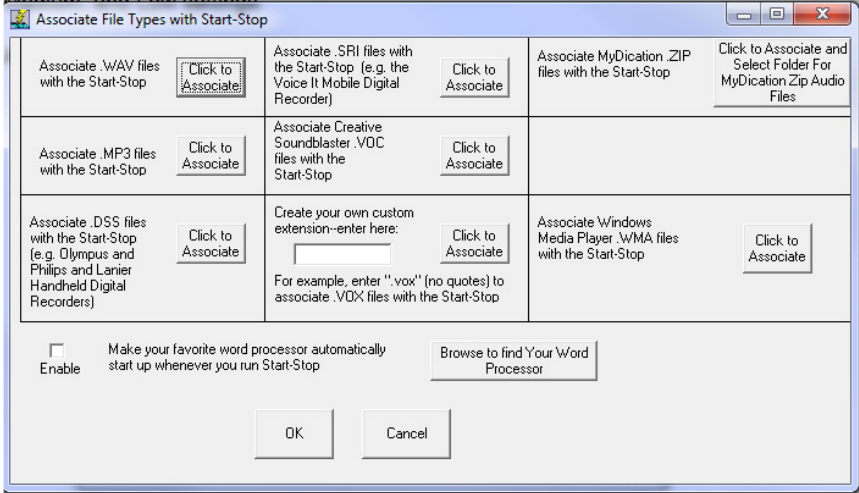 Associate File Types with Start-Stop
Associate .WAV files
with the Start-Stop
Click to
Associate
Associate .SRI files with
the Start-Stop (e.g. the
Voice It Mobile Digital
Recorder)
Click to
Associate
Associate MyDication .ZIP
files with the Start-Stop
Click to Associate and
Select Folder For
MyDication Zip Audio
Files
Associate .MP3 files
with the Start-Stop
Click to
Associate
Associate Creative
Soundblaster .VOC
files with the
Start-Stop
Click to
Associate
Associate .DSS files
with the Start-Stop
(e.g. Olympus and
Philips and Lanier
Handheld Digital
Recorders)
Click to
Associate
Create your own custom
extension--enter here:
Click to
Associate
For example, enter ".vox" (no quotes) to
associate .VOX files with the Start-Stop
Associate Windows
Media Player .WMA files
with the Start-Stop
Click to
Associate
Enable
Make your favorite word processor automatically
start up whenever you run Start-Stop
Browse to find Your Word
Processor
OK
Cancel